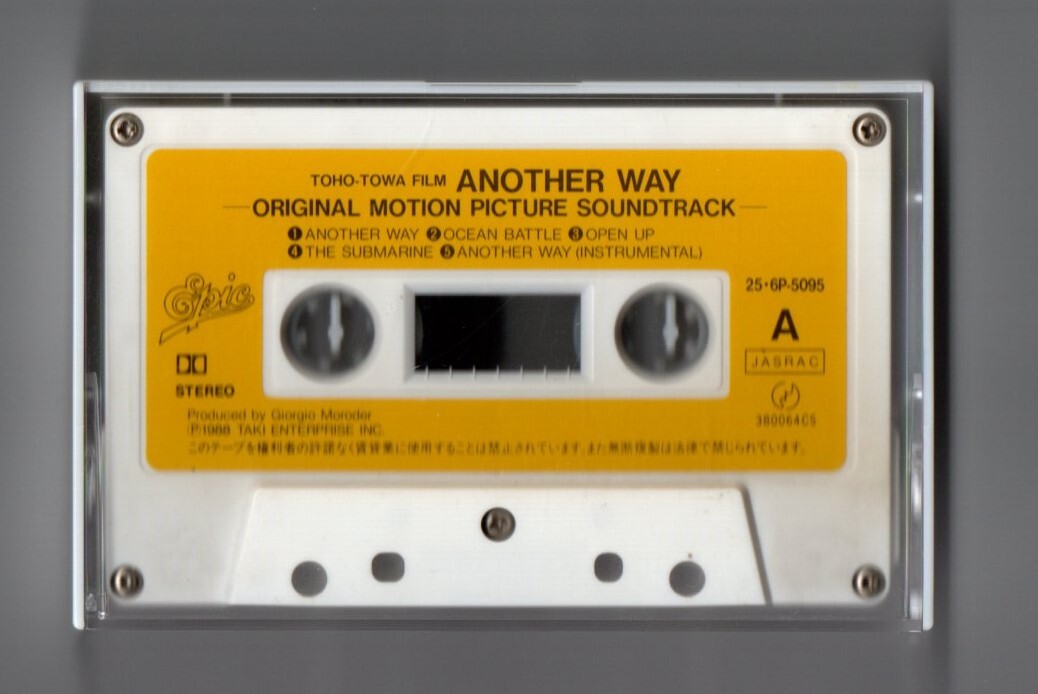 TOHO-TOWA FILM ANOTHER WAY
ORIGINAL MOTION PICTURE SOUNDTRACK
❶ANOTHER WAY ❷OCEAN BATTLE ❸OPEN UP
❹THE SUBMARINE ❺ANOTHER WAY (INSTRUMENTAL)
Epic
STEREO
25・6P-5095
A
JASRAC
380064CS
Produced by Giorgio Moroder
Ⓟ1988 TAKI ENTERPRISE INC.
このテープを権利者の許諾なく賃貸業に使用することは禁止されています。また無断複製は法律で禁じられています。